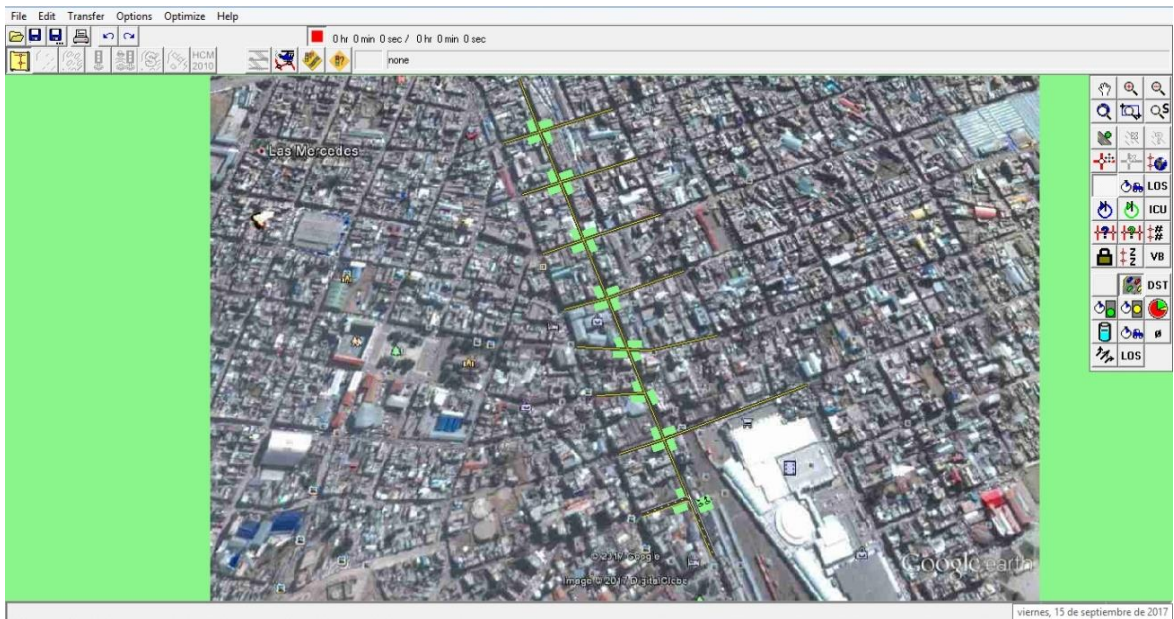 File Edit Transfer Options Optimize Help
0 hr 0 min 0 sec / 0 hr 0 min 0 sec
HCM 2010
none
Las Mercedes
S
LOS
ICU
##
Z
Z
VB
DST
ø
LOS
© 2017 Google
Image © 2017 DigitalGlobe
Google earth
viernes, 15 de septiembre de 2017